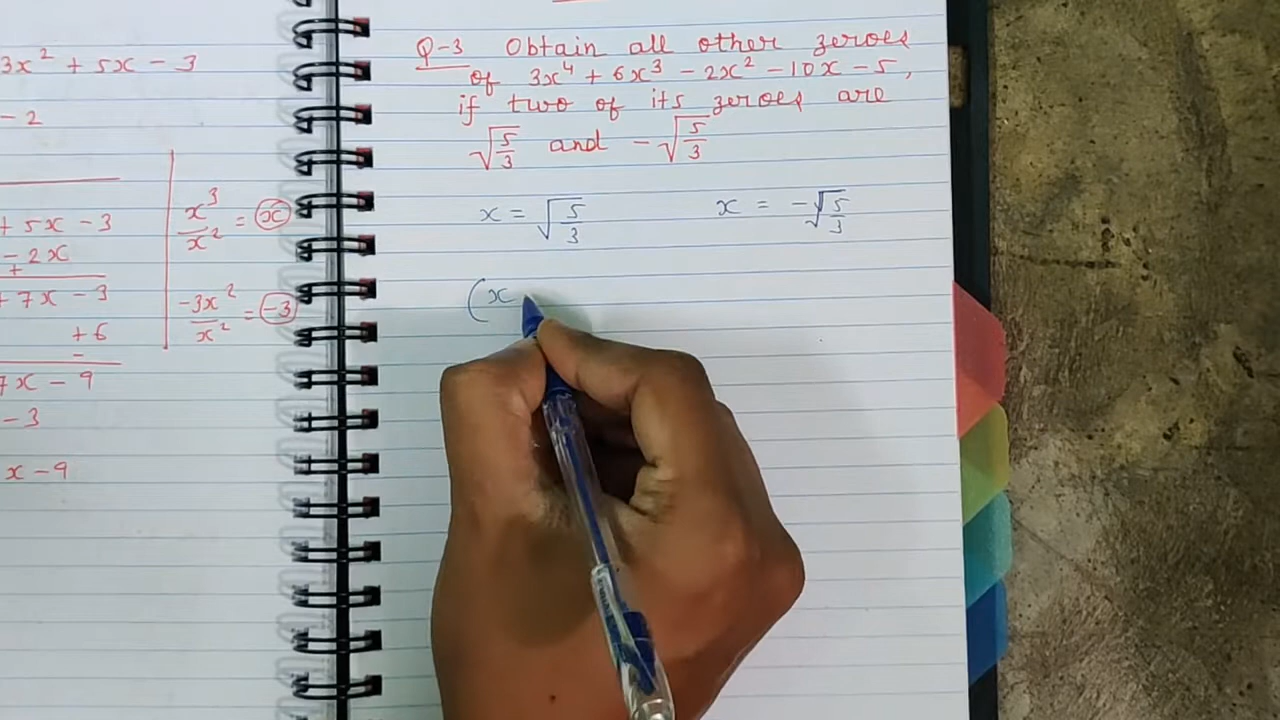 3x² + 5x - 3
- 2
+ 5x - 3
- 2x
+
+ 7x - 3
+ 6
-
7x - 9
- 3
x - 9
x³/x² = x
-3x²/x² = -3
Q-3 Obtain all other zeroes
of 3x⁴ + 6x³ - 2x² - 10x - 5,
if two of its zeroes are
√5/3 and -√5/3
x = √5/3 x = -√5/3
(x